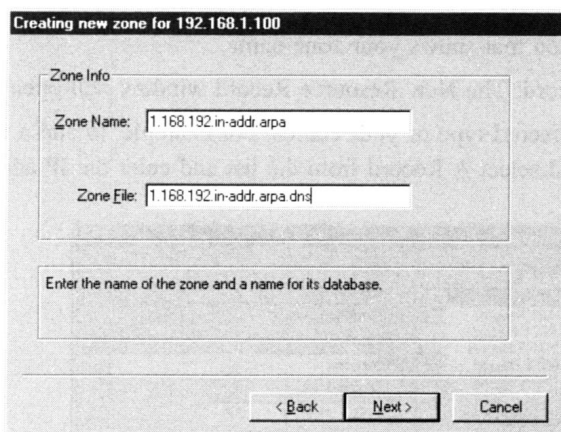 Creating new zone for 192.168.1.100
Zone Info
Zone Name: 1.168.192.in-addr.arpa
Zone File: 1.168.192.in-addr.arpa.dns
Enter the name of the zone and a name for its database.
< Back
Next >
Cancel